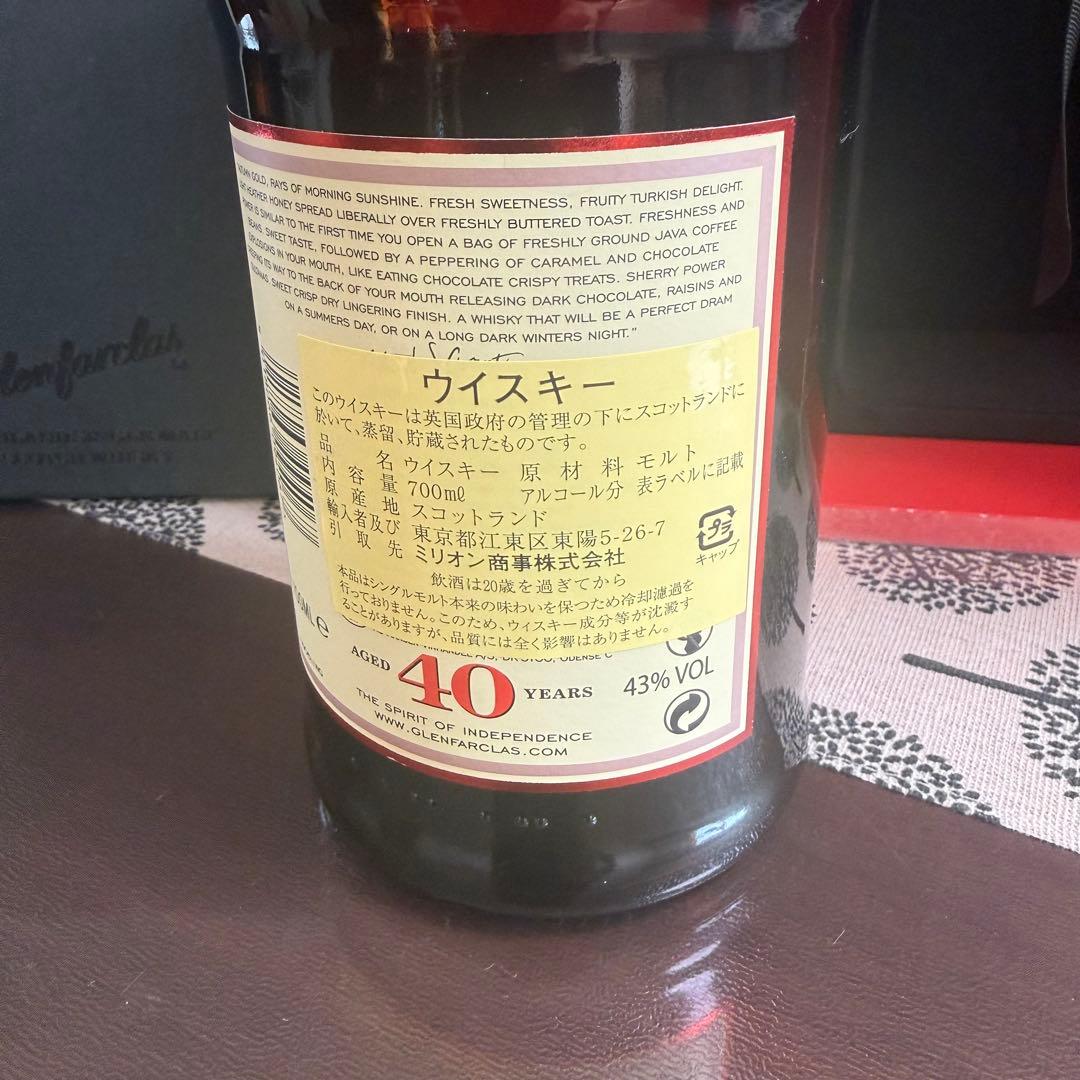 GOLD, RAYS OF MORNING SUNSHINE. FRESH SWEETNESS, FRUITY TURKISH DELIGHT.
HEATHER HONEY SPREAD LIBERALLY OVER FRESHLY BUTTERED TOAST. FRESHNESS AND
IS SIMILAR TO THE FIRST TIME YOU OPEN A BAG OF FRESHLY GROUND JAVA COFFEE
BEANS. SWEET TASTE, FOLLOWED BY A PEPPERING OF CARAMEL AND CHOCOLATE
EXPLOSIONS IN YOUR MOUTH, LIKE EATING CHOCOLATE CRISPY TREATS. SHERRY POWER
ITS WAY TO THE BACK OF YOUR MOUTH RELEASING DARK CHOCOLATE, RAISINS AND
SWEET CRISP DRY LINGERING FINISH. A WHISKY THAT WILL BE A PERFECT DRAM
ON A SUMMERS DAY, OR ON A LONG DARK WINTERS NIGHT."
ウイスキー
このウイスキーは英国政府の管理の下にスコットランドに
於いて、蒸留、貯蔵されたものです。
品名 ウイスキー 原材料 モルト
内容量 700mℓ アルコール分 表ラベルに記載
原産地 スコットランド
輸入者及び 東京都江東区東陽5-26-7
引取先 ミリオン商事株式会社
プラ
キャップ
飲酒は20歳を過ぎてから
本品はシングルモルト本来の味わいを保つため冷却濾過を
行っておりません。このため、ウイスキー成分等が沈澱す
ることがありますが、品質には全く影響はありません。
ML e
ODENSE C
AGED 40 YEARS 43% VOL
THE SPIRIT OF INDEPENDENCE
WWW.GLENFARCLAS.COM
Glenfarclas